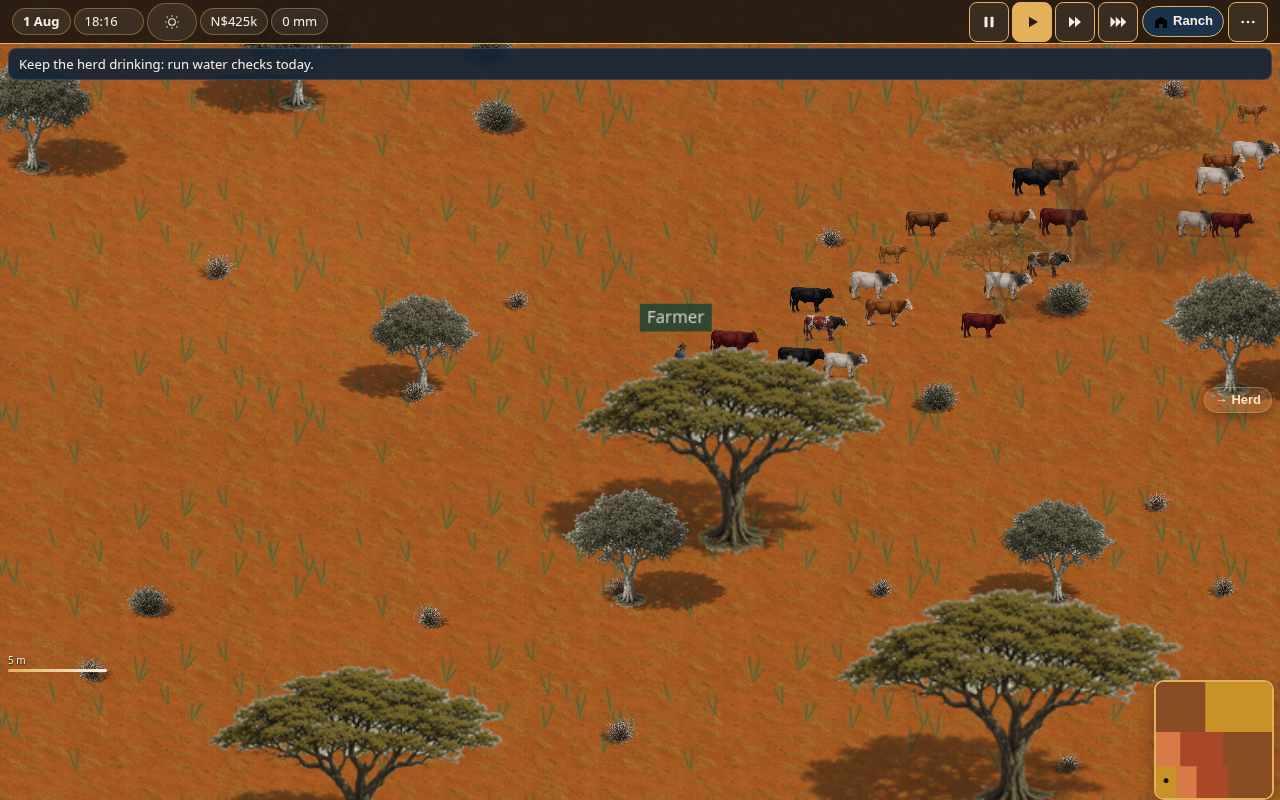 1 Aug 18:16 N$425k 0 mm Ranch ...
Keep the herd drinking: run water checks today.
Farmer
→ Herd
5 m